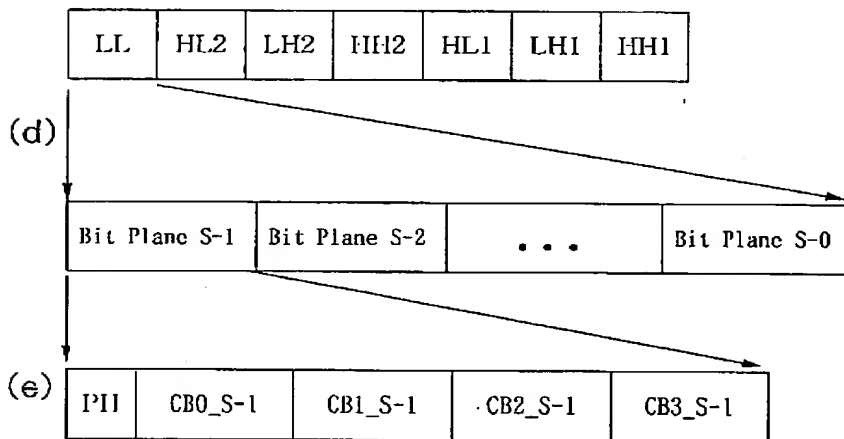 LL HL2 LH2 HH2 HL1 LH1 HH1
(d)
Bit Plane S-1 Bit Plane S-2 ... Bit Plane S-0
(e)
PH CB0_S-1 CB1_S-1 CB2_S-1 CB3_S-1